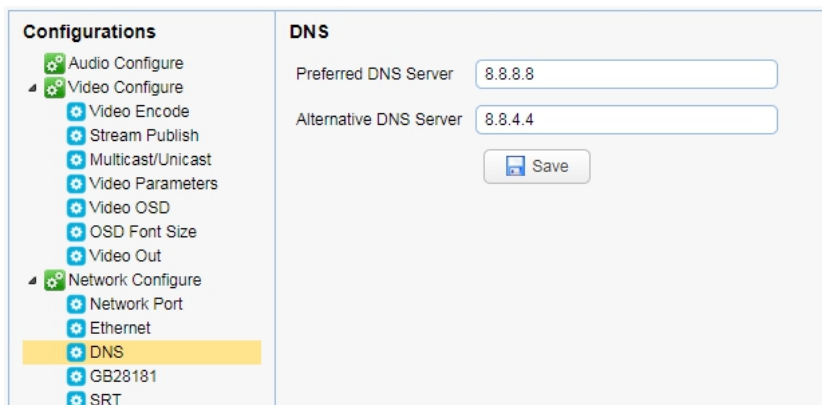 Configurations
Audio Configure
Video Configure
Video Encode
Stream Publish
Multicast/Unicast
Video Parameters
Video OSD
OSD Font Size
Video Out
Network Configure
Network Port
Ethernet
DNS
GB28181
SRT
DNS
Preferred DNS Server 8.8.8.8
Alternative DNS Server 8.8.4.4
Save